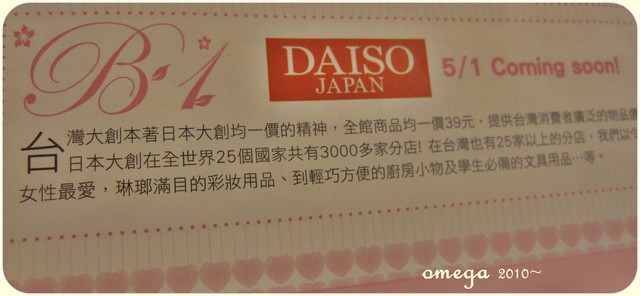 B-1
DAISO
JAPAN
5/1 Coming soon!
台灣大創本著日本大創均一價的精神，全館商品均一價39元，提供台灣消費者廣泛的物品
日本大創在全世界25個國家共有3000多家分店! 在台灣也有25家以上的分店，我們以
女性最愛，琳瑯滿目的彩妝用品、到輕巧方便的廚房小物及學生必備的文具用品…等。
omega 2010~